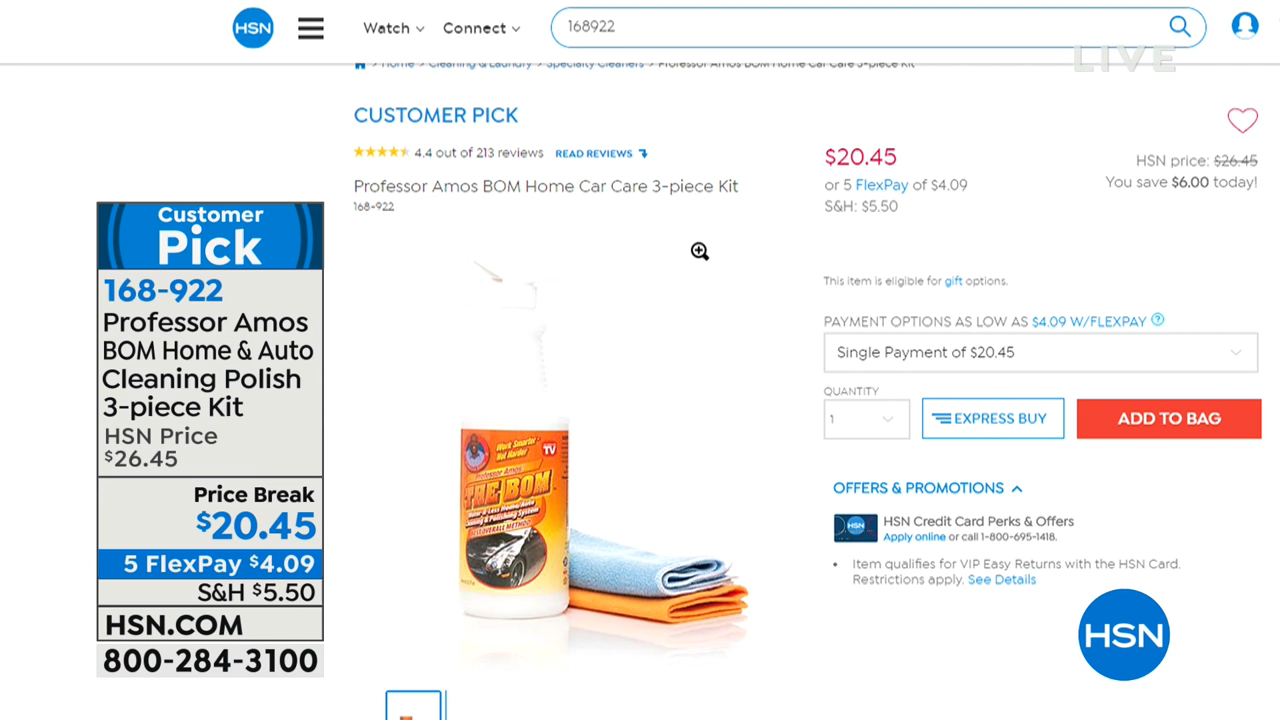 HSN
Watch
Connect
168922
LIVE
> Home > Cleaning & Laundry > Specialty Cleaners > Professor Amos BOM Home Car Care 3-piece Kit
CUSTOMER PICK
4.4 out of 213 reviews READ REVIEWS
Professor Amos BOM Home Car Care 3-piece Kit
168-922
$20.45
or 5 FlexPay of $4.09
S&H: $5.50
HSN price: $26.45
You save $6.00 today!
This item is eligible for gift options.
PAYMENT OPTIONS AS LOW AS $4.09 W/FLEXPAY ?
Single Payment of $20.45
QUANTITY
1
EXPRESS BUY
ADD TO BAG
OFFERS & PROMOTIONS
HSN
HSN Credit Card Perks & Offers
Apply online or call 1-800-695-1418.
• Item qualifies for VIP Easy Returns with the HSN Card.
Restrictions apply. See Details
HSN
Customer
Pick
168-922
Professor Amos
BOM Home & Auto
Cleaning Polish
3-piece Kit
HSN Price
$26.45
Price Break
$20.45
5 FlexPay $4.09
S&H $5.50
HSN.COM
800-284-3100
Work Smarter-
Not Harder
TV
Professor Amos
THE BOM